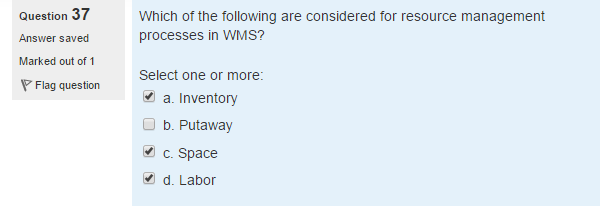 Question 37
Answer saved
Marked out of 1
Flag question
Which of the following are considered for resource management
processes in WMS?
Select one or more:
a. Inventory
b. Putaway
c. Space
d. Labor